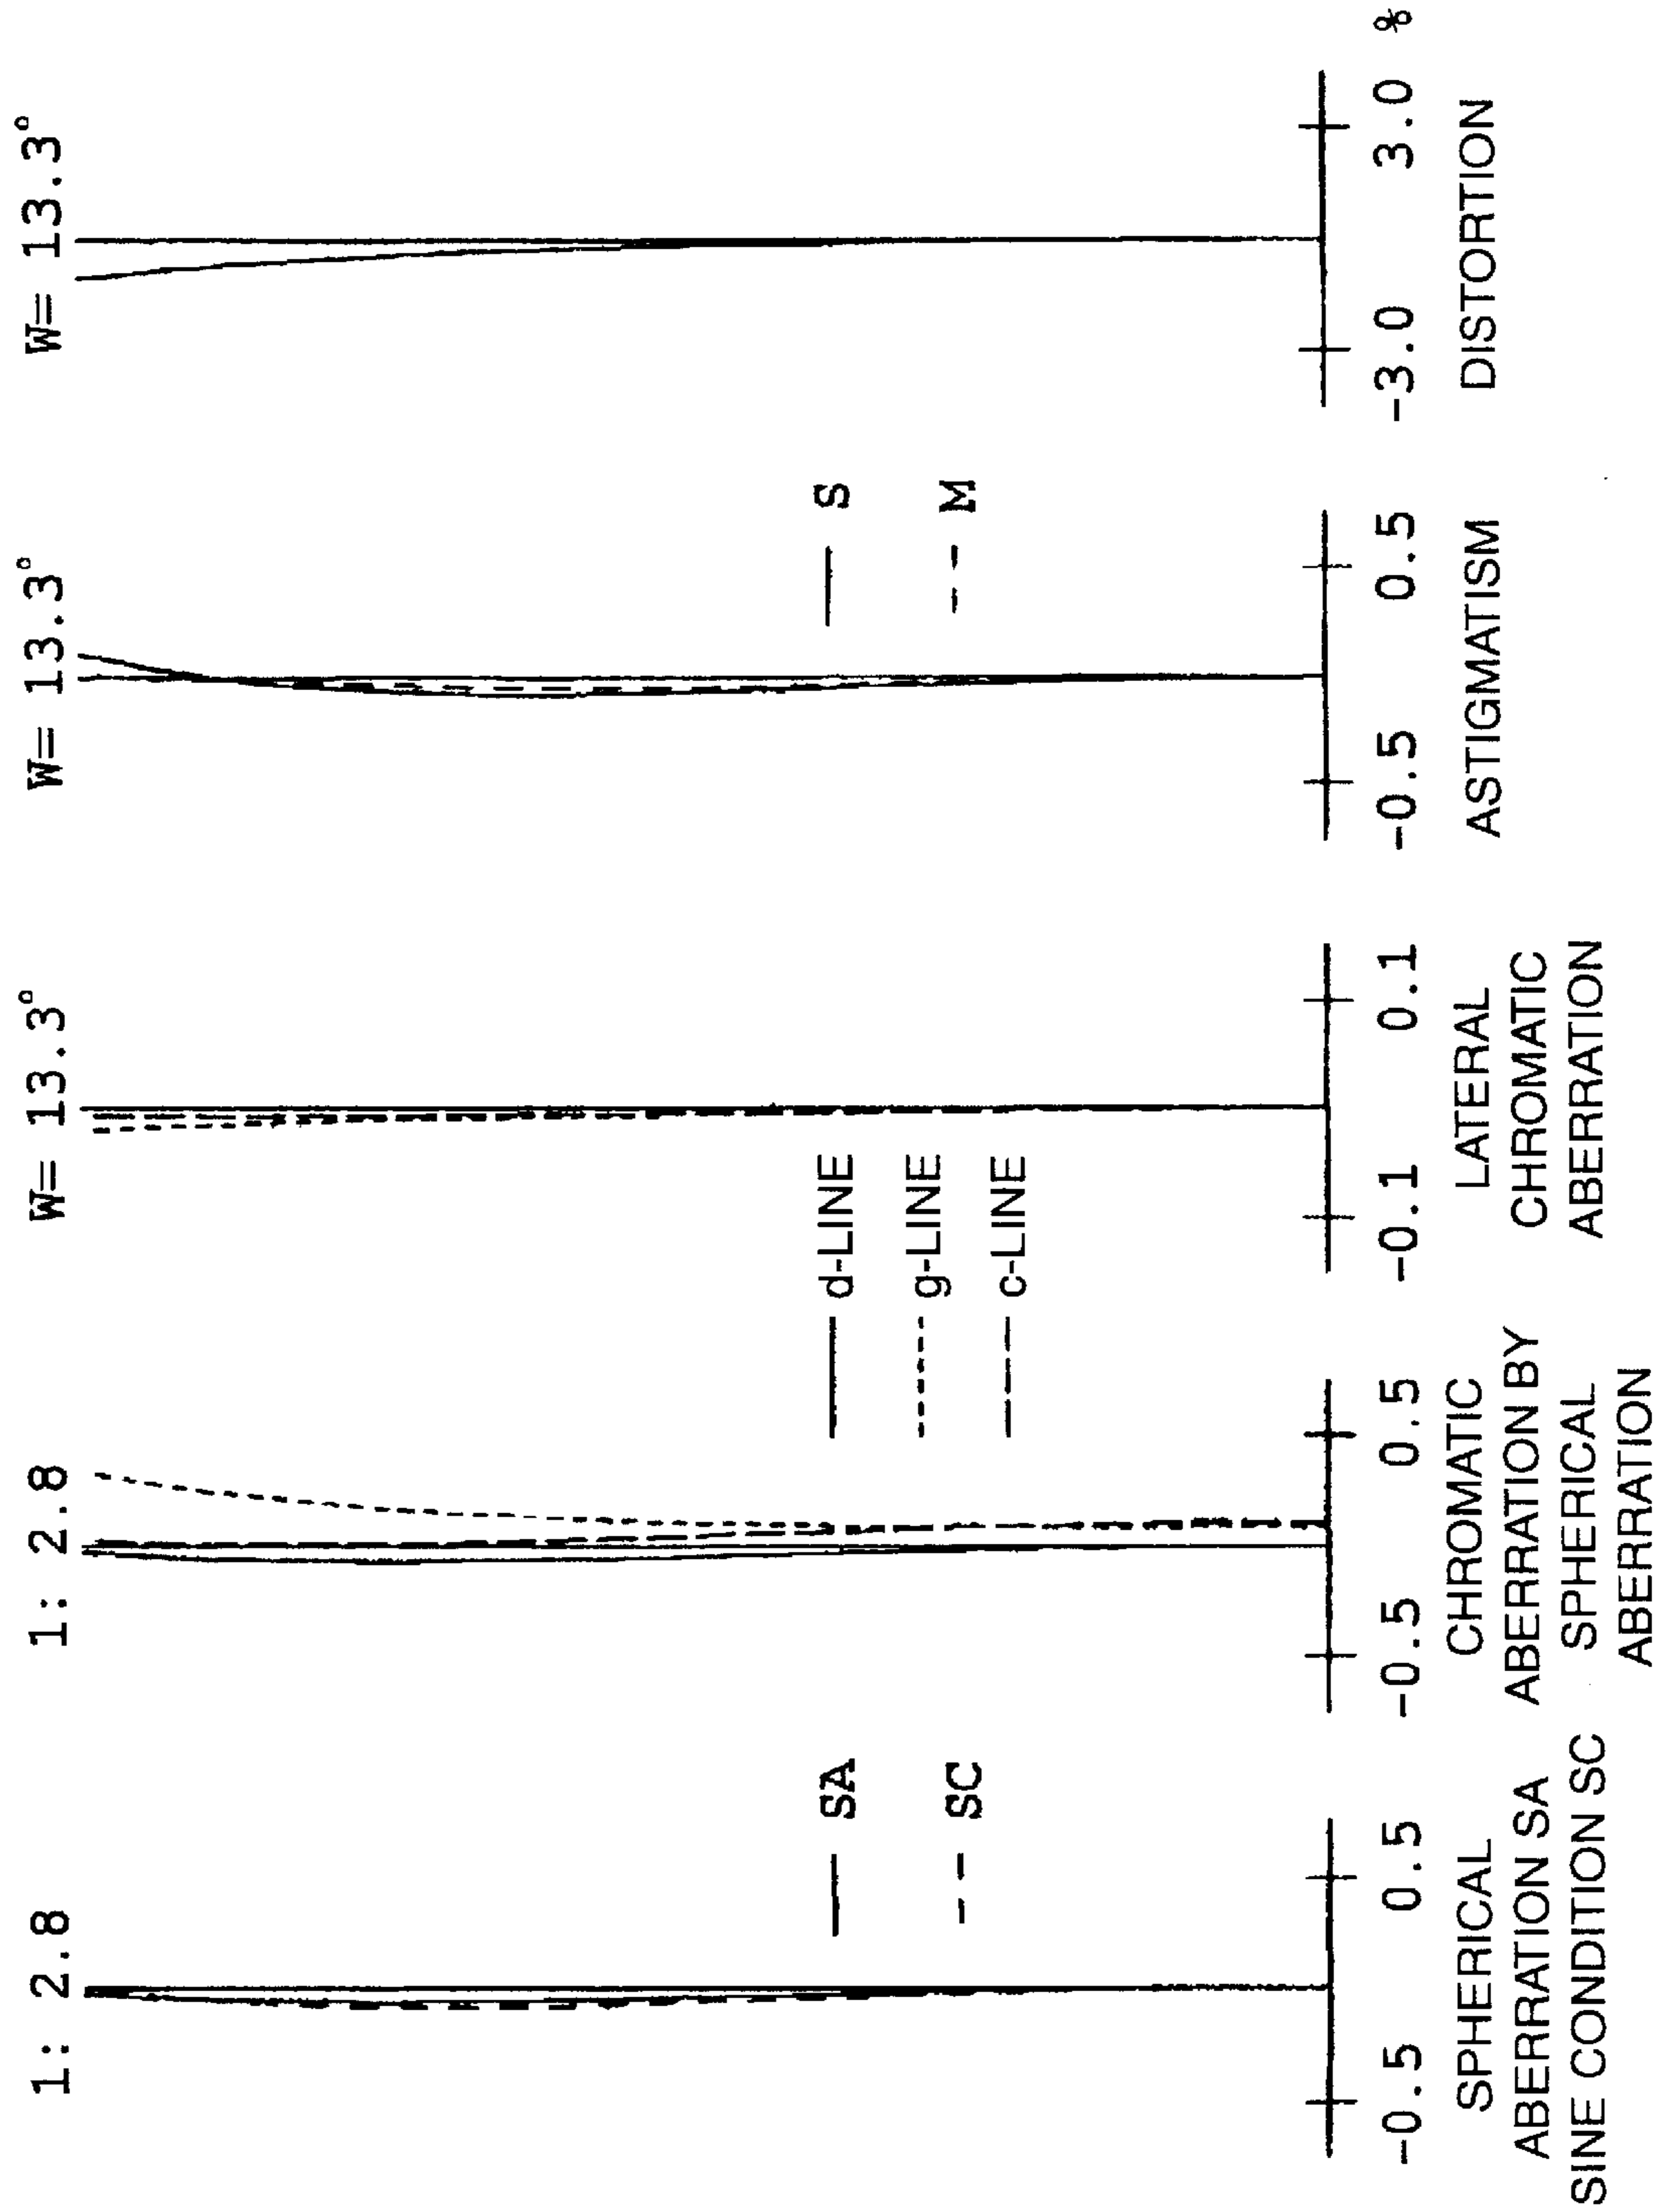 1: 2.8
SA
SC
-0.5 0.5
SPHERICAL
ABERRATION SA
SINE CONDITION SC
1: 2.8
d-LINE
g-LINE
c-LINE
-0.5 0.5
CHROMATIC
ABERRATION BY
SPHERICAL
ABERRATION
W= 13.3°
-0.1 0.1
LATERAL
CHROMATIC
ABERRATION
W= 13.3°
S
M
-0.5 0.5
ASTIGMATISM
W= 13.3°
-3.0 3.0 %
DISTORTION